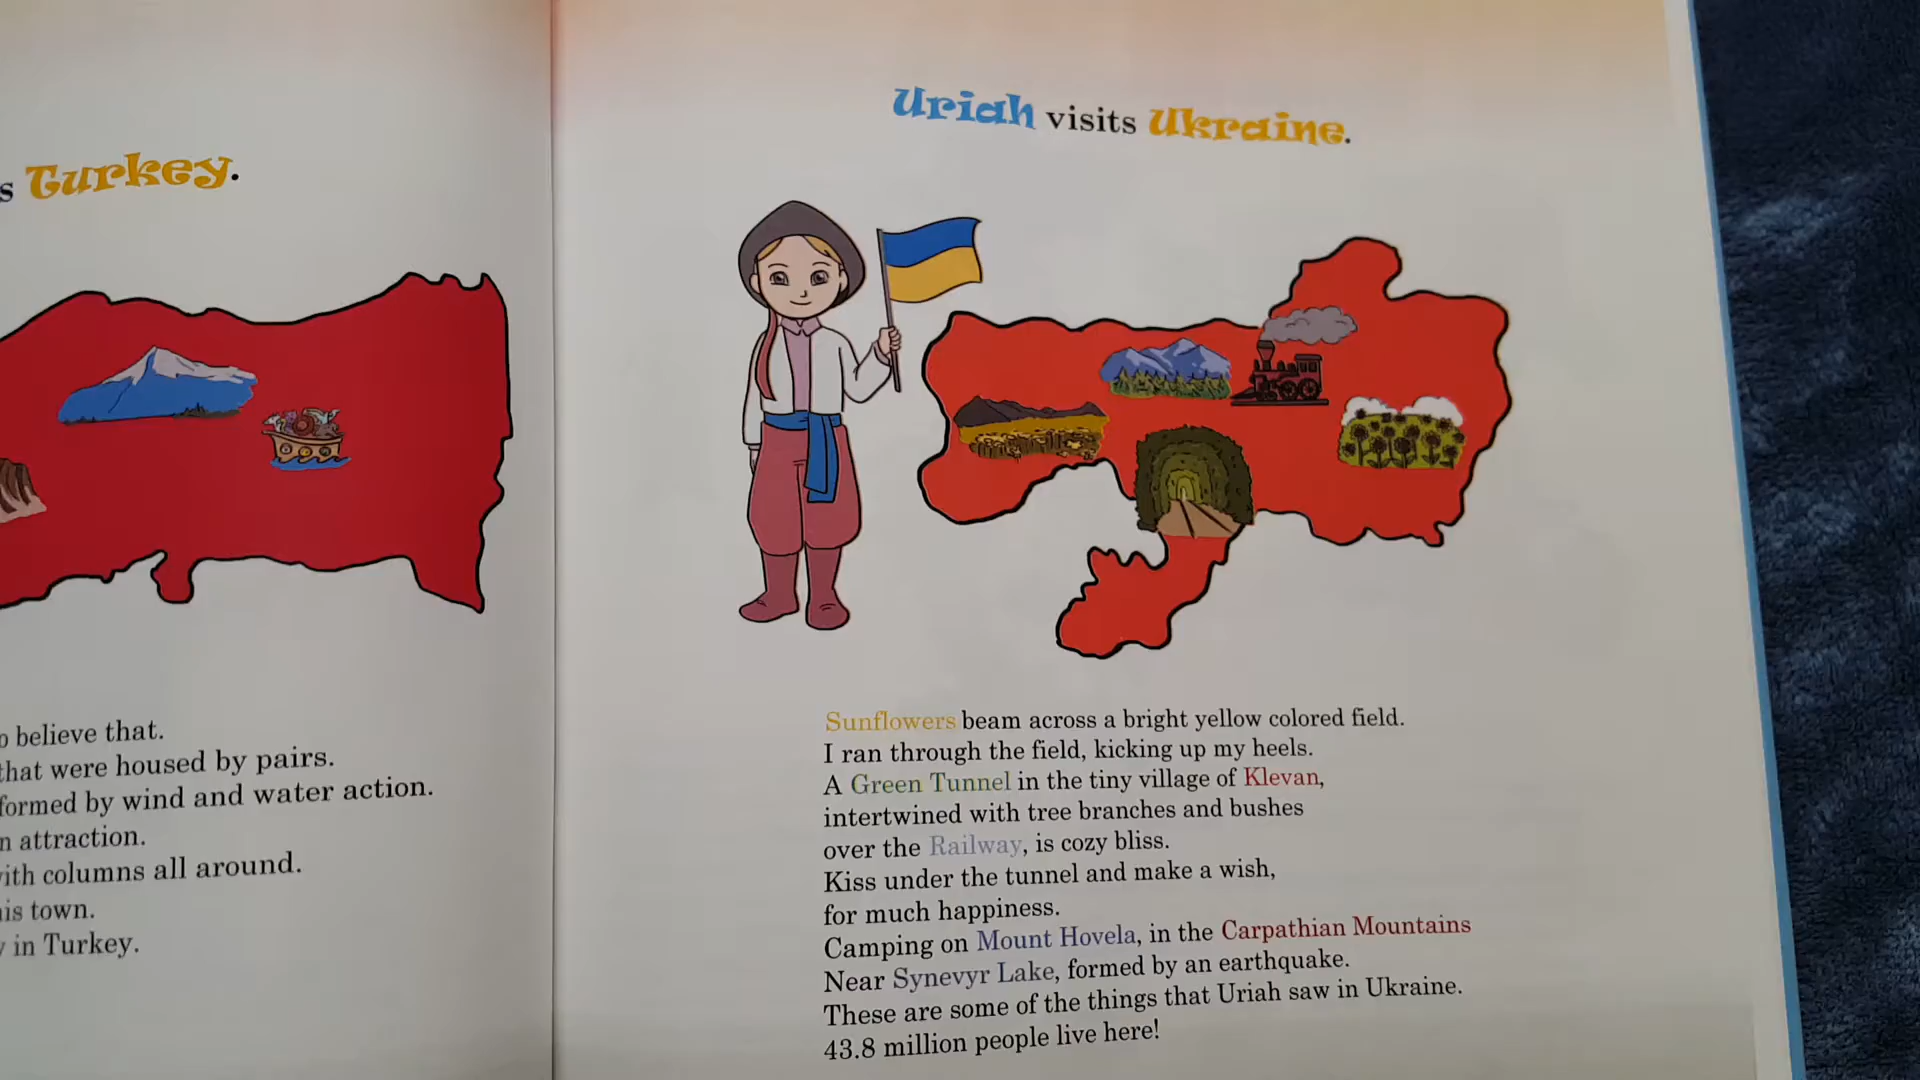 Turkey.
believe that.
that were housed by pairs.
formed by wind and water action.
attraction.
with columns all around.
town.
in Turkey.
Uriah visits Ukraine.
Sunflowers beam across a bright yellow colored field.
I ran through the field, kicking up my heels.
A Green Tunnel in the tiny village of Klevan,
intertwined with tree branches and bushes
over the Railway, is cozy bliss.
Kiss under the tunnel and make a wish,
for much happiness.
Camping on Mount Hovela, in the Carpathian Mountains
Near Synevyr Lake, formed by an earthquake.
These are some of the things that Uriah saw in Ukraine.
43.8 million people live here!